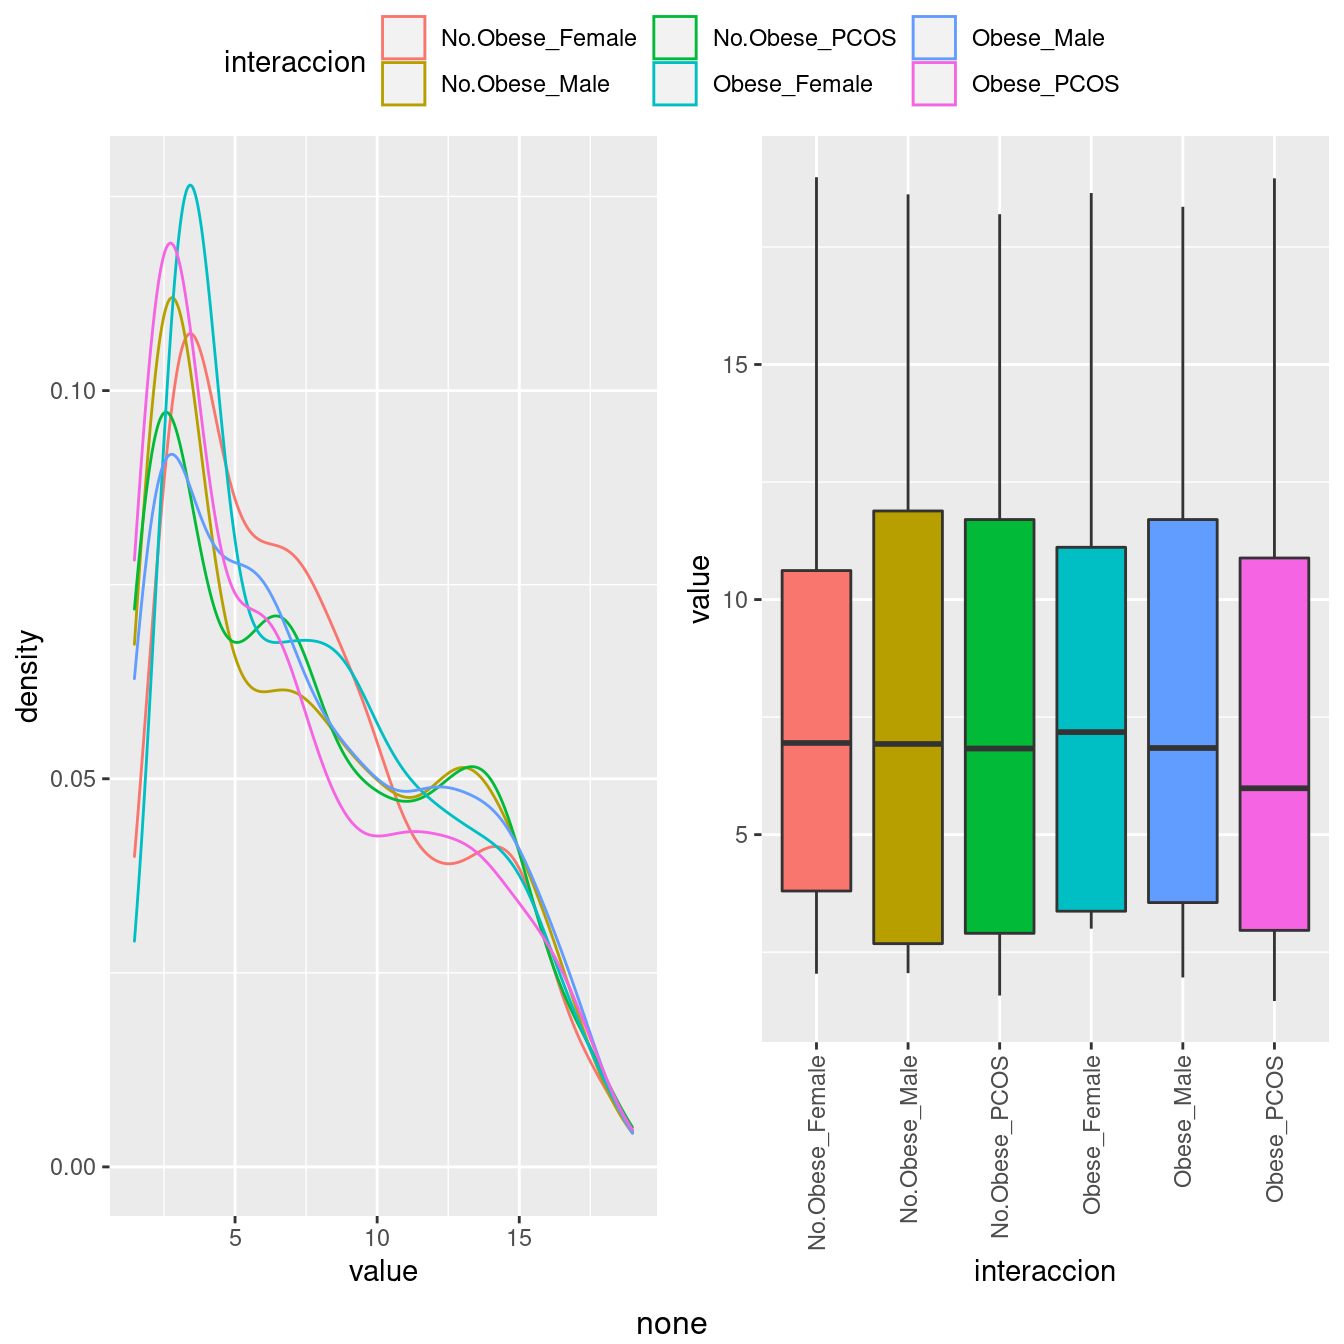 interaccion
No.Obese_Female
No.Obese_PCOS
Obese_Male
No.Obese_Male
Obese_Female
Obese_PCOS
density
0.10
0.05
0.00
5
10
15
value
value
15
10
5
No.Obese_Female
No.Obese_Male
No.Obese_PCOS
Obese_Female
Obese_Male
Obese_PCOS
interaccion
none